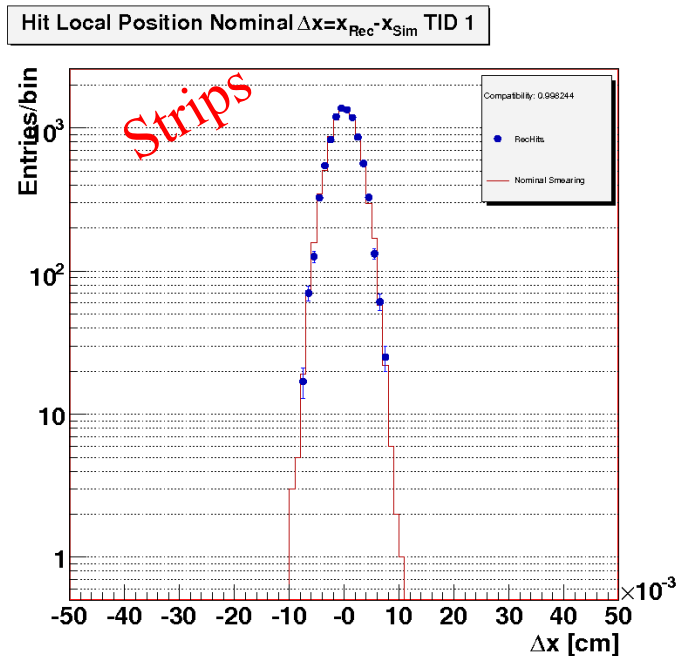 Hit Local Position Nominal Δx=x_Rec-x_Sim TID 1
Strips
Entries/bin
Compatibility: 0.998244
RecHits
Nominal Smearing
10³
10²
10
1
-50 -40 -30 -20 -10 -0 10 20 30 40 50
×10⁻³
Δx [cm]